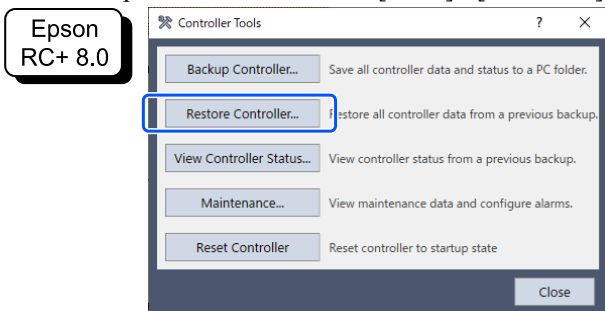 Epson
RC+ 8.0
Controller Tools
Backup Controller... Save all controller data and status to a PC folder.
Restore Controller... Restore all controller data from a previous backup.
View Controller Status... View controller status from a previous backup.
Maintenance... View maintenance data and configure alarms.
Reset Controller Reset controller to startup state
Close